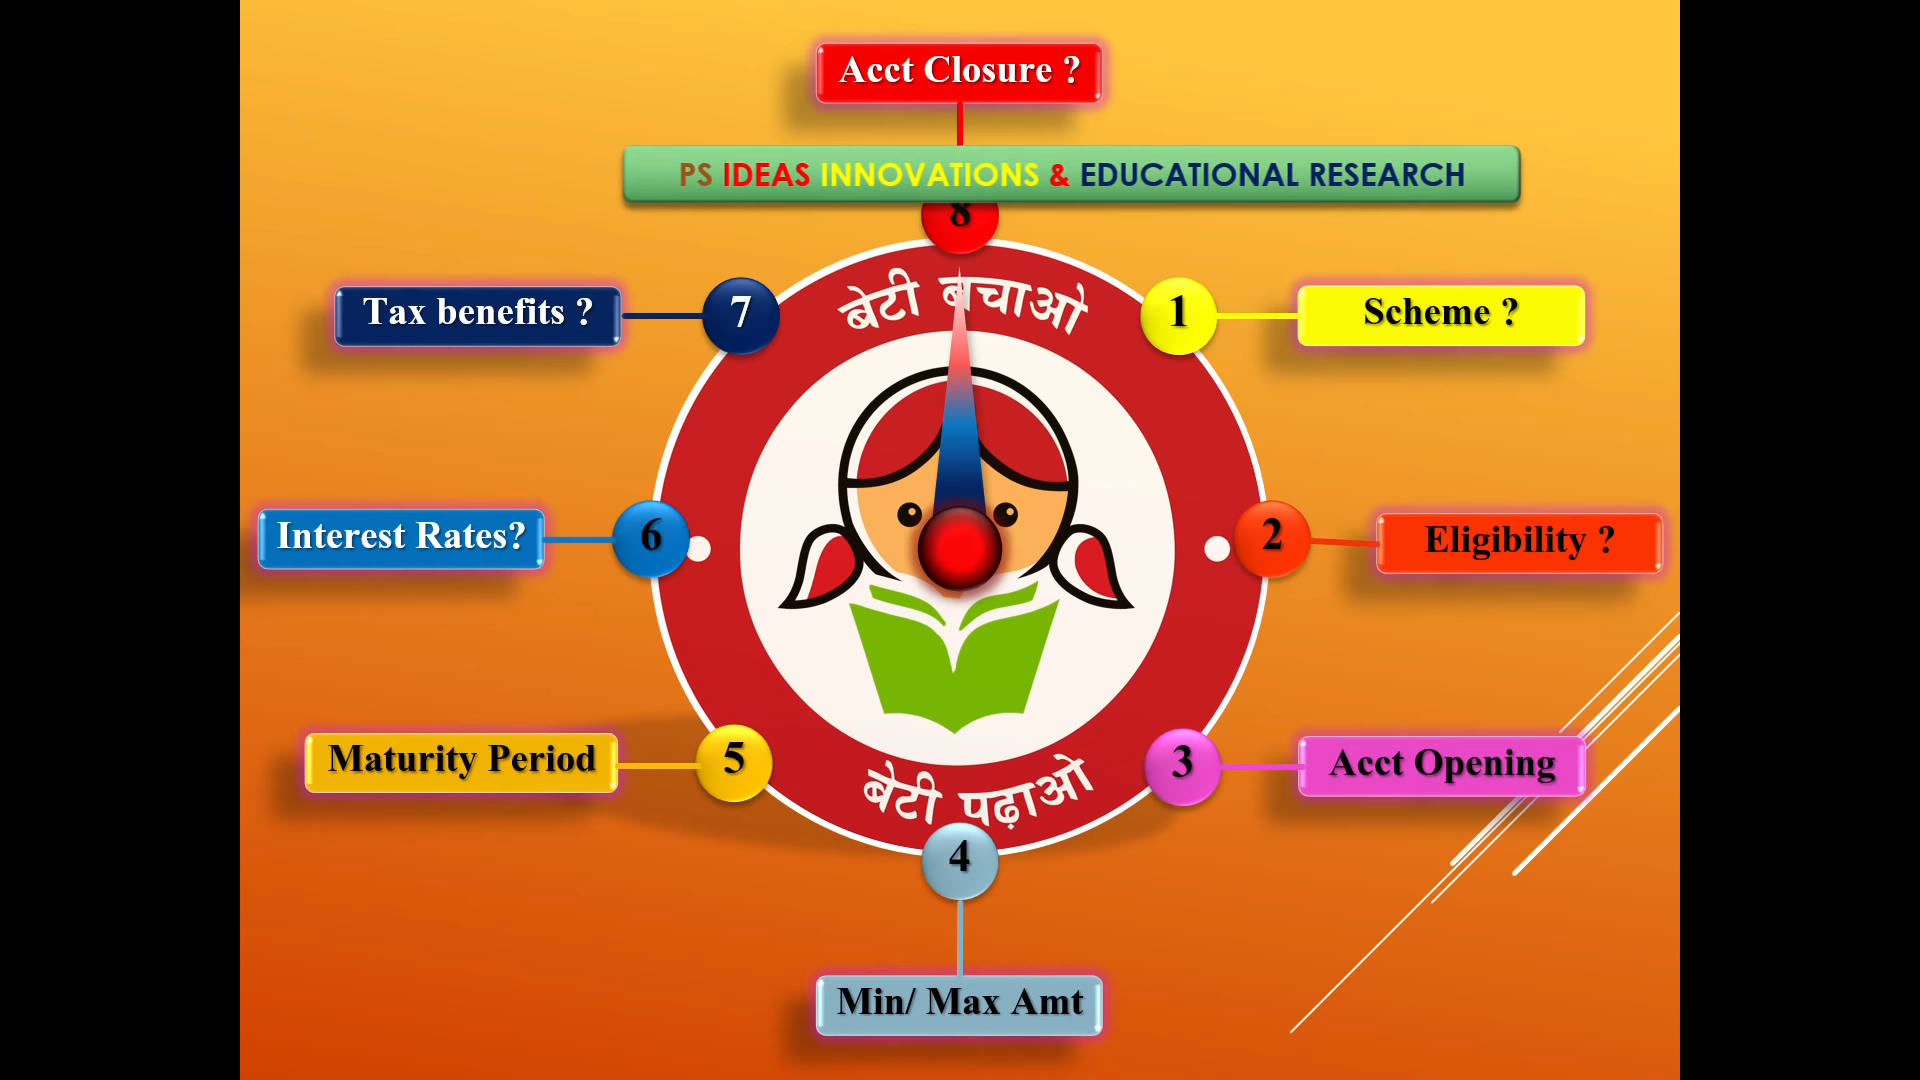 Acct Closure ?
PS IDEAS INNOVATIONS & EDUCATIONAL RESEARCH
8
बेटी बचाओ
Tax benefits ?
7
1
Scheme ?
Interest Rates?
6
2
Eligibility ?
Maturity Period
5
3
Acct Opening
बेटी पढ़ाओ
4
Min/ Max Amt